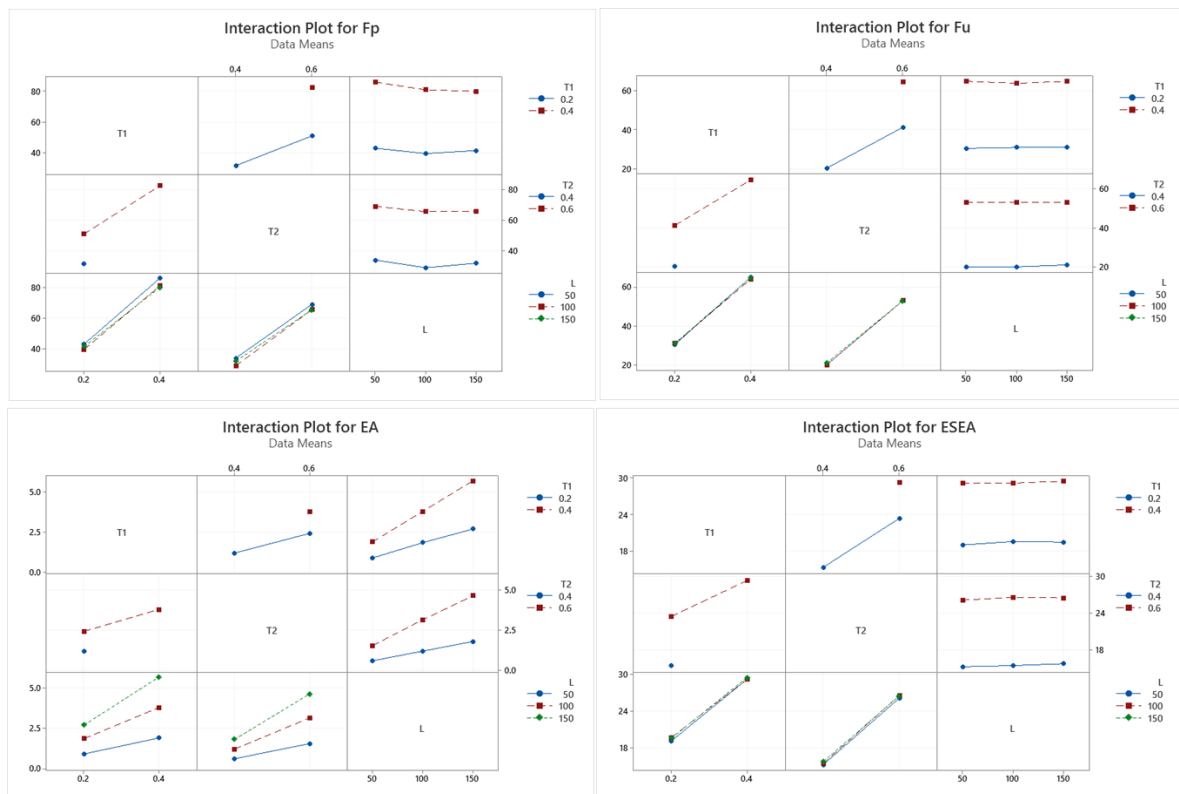 Interaction Plot for Fp
Data Means
0.4 0.6
80
60
40
T1
T1
0.2
0.4
T2
80
60
40
T2
0.4
0.6
80
60
40
L
L
50
100
150
0.2 0.4
50 100 150
Interaction Plot for Fu
Data Means
0.4 0.6
60
40
20
T1
T1
0.2
0.4
T2
60
40
20
T2
0.4
0.6
60
40
20
L
L
50
100
150
0.2 0.4
50 100 150
Interaction Plot for EA
Data Means
0.4 0.6
5.0
2.5
0.0
T1
T1
0.2
0.4
T2
5.0
2.5
0.0
T2
0.4
0.6
5.0
2.5
0.0
L
L
50
100
150
0.2 0.4
50 100 150
Interaction Plot for ESEA
Data Means
0.4 0.6
30
24
18
T1
T1
0.2
0.4
T2
30
24
18
T2
0.4
0.6
30
24
18
L
L
50
100
150
0.2 0.4
50 100 150